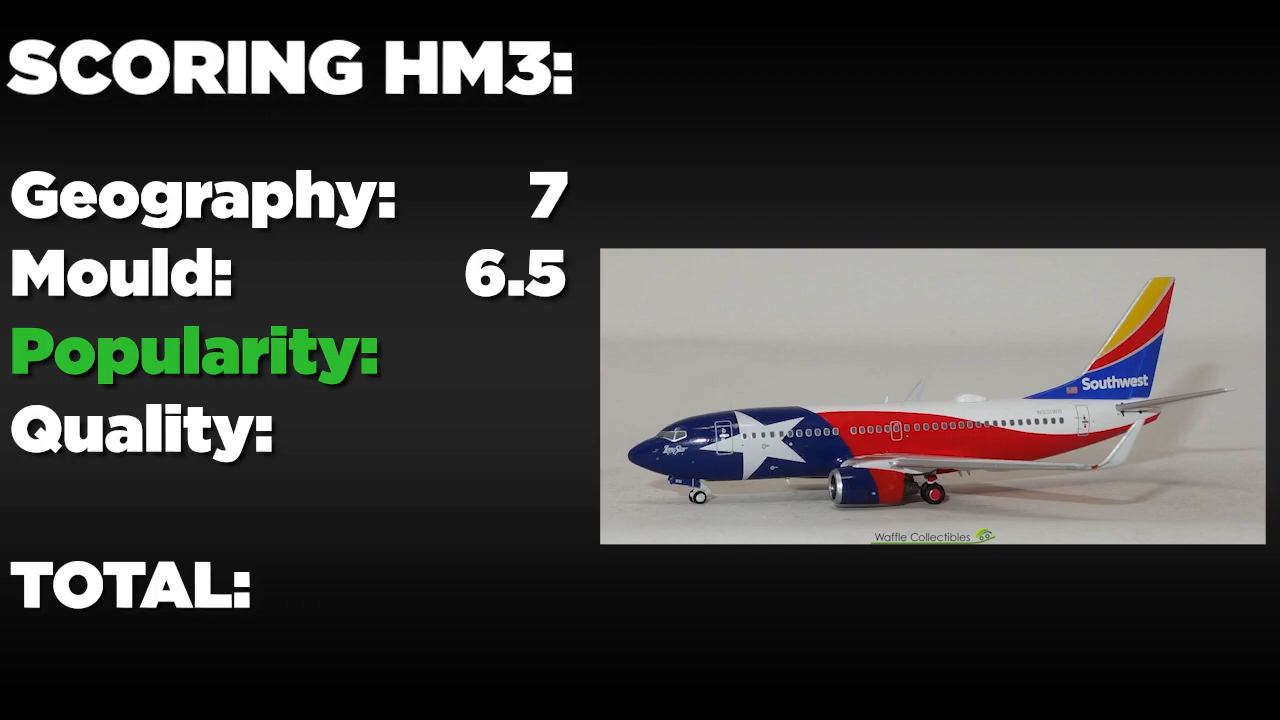 SCORING HM3:
Geography: 7
Mould: 6.5
Popularity:
Quality:
TOTAL:
Southwest
Waffle Collectibles